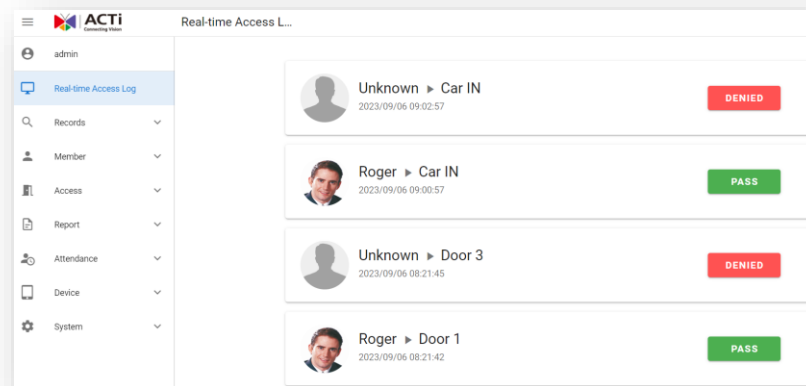 ACTi
Connecting Vision
Real-time Access L...
admin
Real-time Access Log
Records
Member
Access
Report
Attendance
Device
System
Unknown ▸ Car IN
2023/09/06 09:02:57
DENIED
Roger ▸ Car IN
2023/09/06 09:00:57
PASS
Unknown ▸ Door 3
2023/09/06 08:21:45
DENIED
Roger ▸ Door 1
2023/09/06 08:21:42
PASS